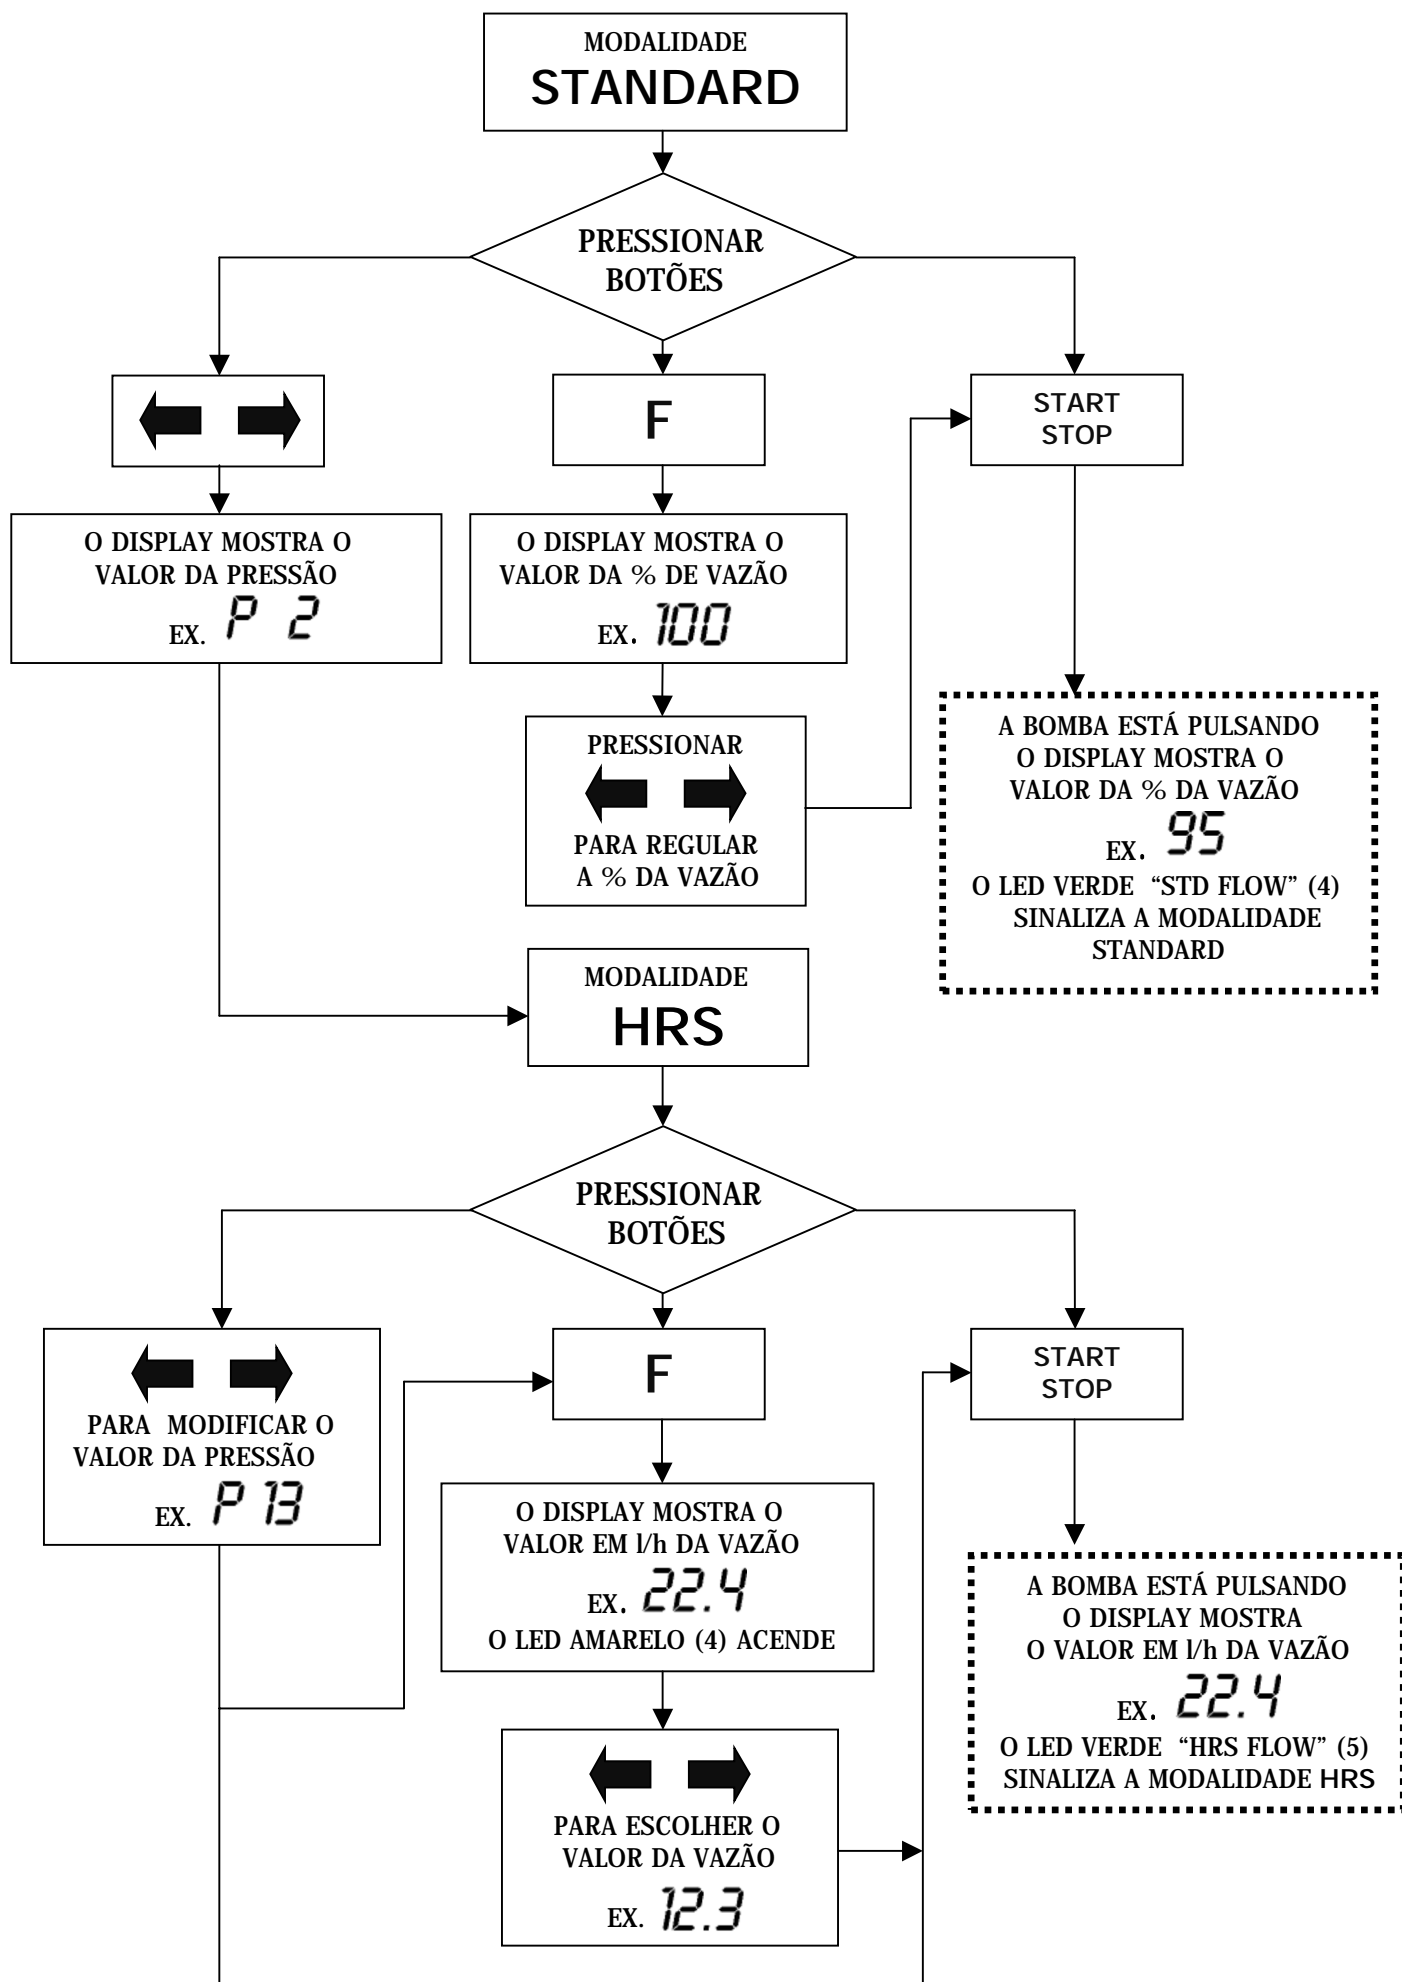 MODALIDADE
STANDARD
PRESSIONAR
BOTÕES
F
START
STOP
O DISPLAY MOSTRA O
VALOR DA PRESSÃO
EX. P 2
O DISPLAY MOSTRA O
VALOR DA % DE VAZÃO
EX. 100
PRESSIONAR
PARA REGULAR
A % DA VAZÃO
A BOMBA ESTÁ PULSANDO
O DISPLAY MOSTRA O
VALOR DA % DA VAZÃO
EX. 95
O LED VERDE “STD FLOW” (4)
SINALIZA A MODALIDADE
STANDARD
MODALIDADE
HRS
PRESSIONAR
BOTÕES
PARA MODIFICAR O
VALOR DA PRESSÃO
EX. P 13
F
START
STOP
O DISPLAY MOSTRA O
VALOR EM l/h DA VAZÃO
EX. 22.4
O LED AMARELO (4) ACENDE
PARA ESCOLHER O
VALOR DA VAZÃO
EX. 12.3
A BOMBA ESTÁ PULSANDO
O DISPLAY MOSTRA
O VALOR EM l/h DA VAZÃO
EX. 22.4
O LED VERDE “HRS FLOW” (5)
SINALIZA A MODALIDADE HRS